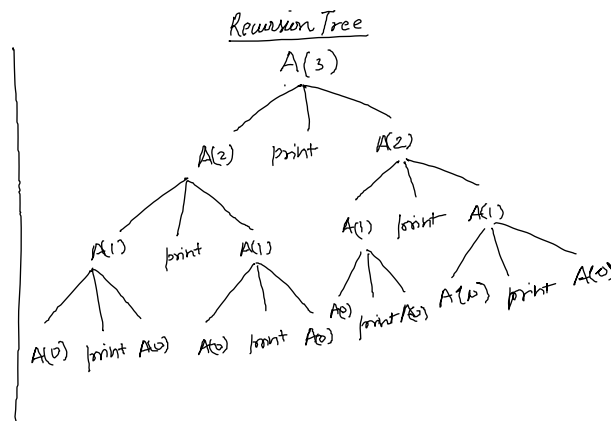 Recursion Tree
A(3)
A(2) print A(2)
A(1) print A(1) A(1) print A(1)
A(0) print A(0) A(0) print A(0) A(0) print A(0) A(0) print A(0)